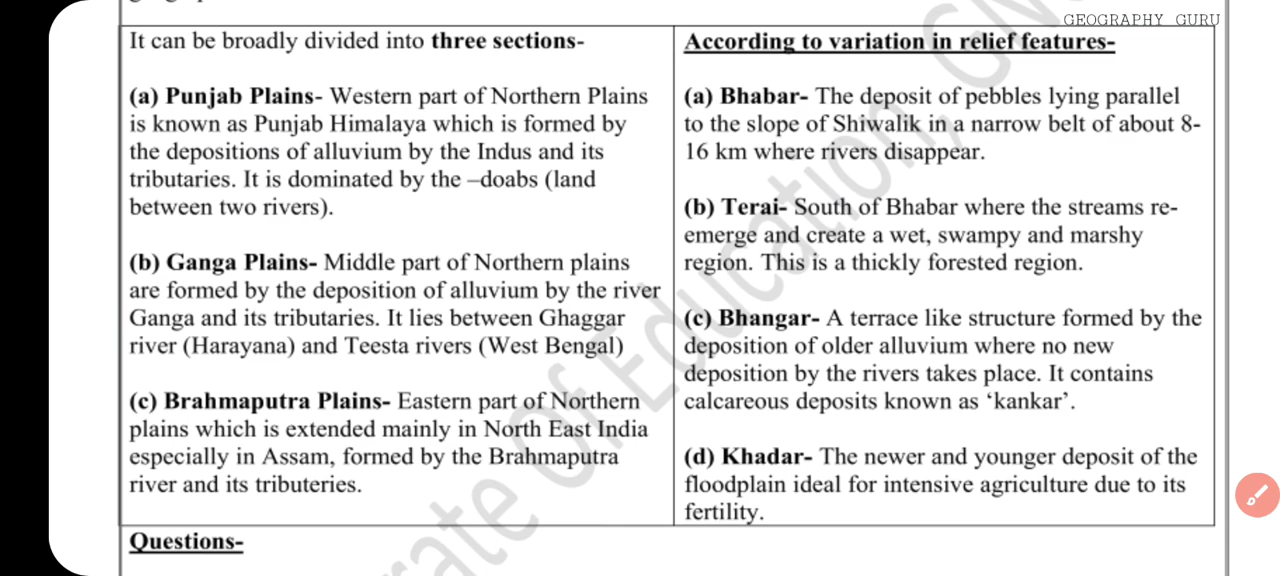 GEOGRAPHY GURU
It can be broadly divided into three sections-
(a) Punjab Plains- Western part of Northern Plains
is known as Punjab Himalaya which is formed by
the depositions of alluvium by the Indus and its
tributaries. It is dominated by the –doabs (land
between two rivers).
(b) Ganga Plains- Middle part of Northern plains
are formed by the deposition of alluvium by the river
Ganga and its tributaries. It lies between Ghaggar
river (Harayana) and Teesta rivers (West Bengal)
(c) Brahmaputra Plains- Eastern part of Northern
plains which is extended mainly in North East India
especially in Assam, formed by the Brahmaputra
river and its tributeries.
According to variation in relief features-
(a) Bhabar- The deposit of pebbles lying parallel
to the slope of Shiwalik in a narrow belt of about 8-
16 km where rivers disappear.
(b) Terai- South of Bhabar where the streams re-
emerge and create a wet, swampy and marshy
region. This is a thickly forested region.
(c) Bhangar- A terrace like structure formed by the
deposition of older alluvium where no new
deposition by the rivers takes place. It contains
calcareous deposits known as ‘kankar’.
(d) Khadar- The newer and younger deposit of the
floodplain ideal for intensive agriculture due to its
fertility.
Questions-
of Education,